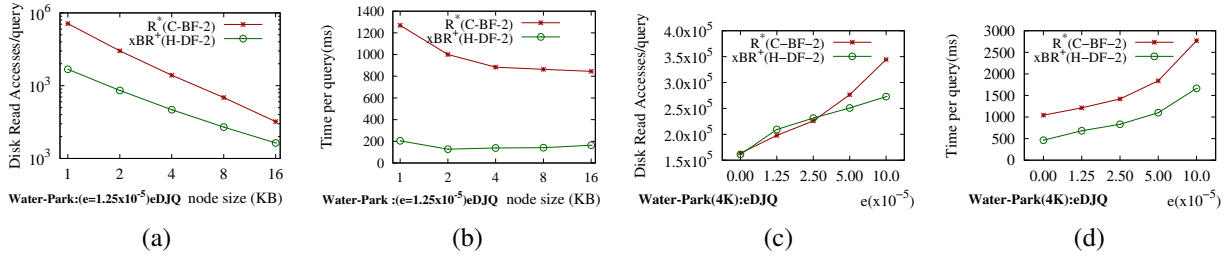 10^6
10^3
10^3
Disk Read Accesses/query
R^*(C-BF-2)
xBR^+(H-DF-2)
1 2 4 8 16
Water-Park:(e=1.25x10^-5)eDJQ node size (KB)
(a)
1400
1200
1000
800
600
400
200
0
Time per query(ms)
R^*(C-BF-2)
xBR^+(H-DF-2)
1 2 4 8 16
Water-Park :(e=1.25x10^-5)eDJQ node size (KB)
(b)
4.0x10^5
3.5x10^5
3.0x10^5
2.5x10^5
2.0x10^5
1.5x10^5
Disk Read Accesses/query
R^*(C-BF-2)
xBR^+(H-DF-2)
0.00 1.25 2.50 5.00 10.0
Water-Park(4K):eDJQ e(x10^-5)
(c)
3000
2500
2000
1500
1000
500
0
Time per query(ms)
R^*(C-BF-2)
xBR^+(H-DF-2)
0.00 1.25 2.50 5.00 10.0
Water-Park(4K):eDJQ e(x10^-5)
(d)